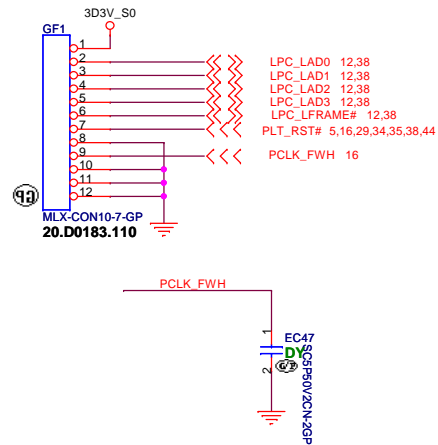 3D3V_S0
GF1
1
2
3
4
5
6
7
8
9
10
11
12
LPC_LAD0 12,38
LPC_LAD1 12,38
LPC_LAD2 12,38
LPC_LAD3 12,38
LPC_LFRAME# 12,38
PLT_RST# 5,16,29,34,35,38,44
PCLK_FWH 16
GP
MLX-CON10-7-GP
20.D0183.110
PCLK_FWH
1
EC47
DY
GP
2
SC5P50V2CN-2GP